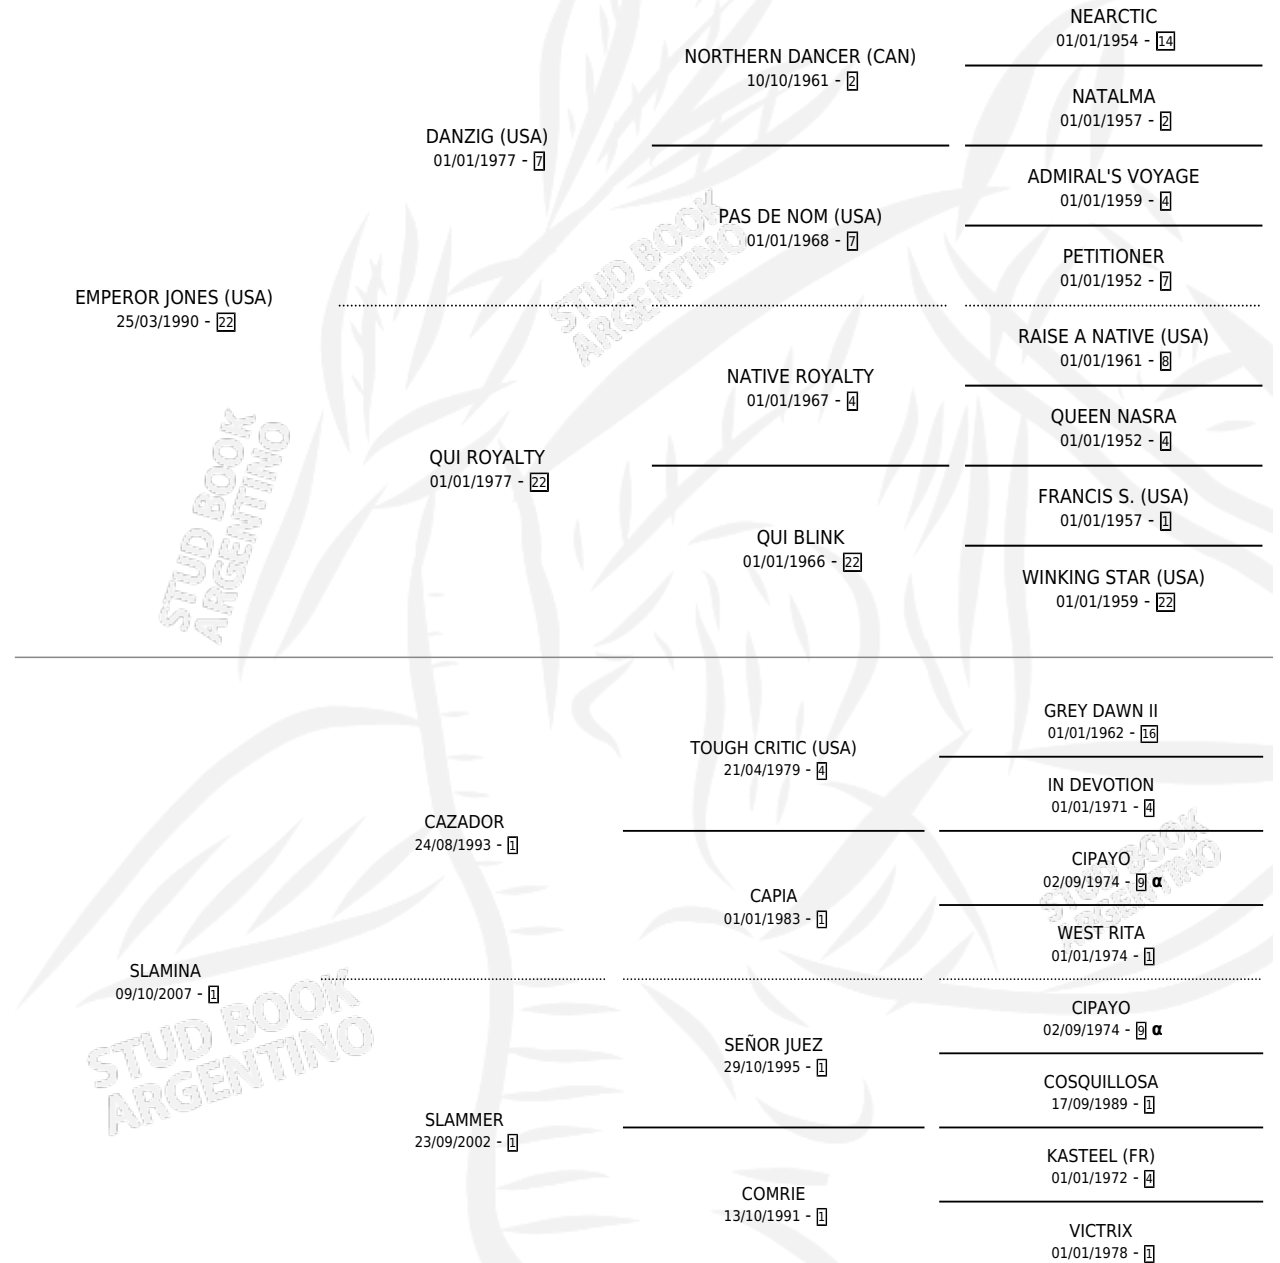 NEARCTIC
01/01/1954 - 14
NORTHERN DANCER (CAN)
10/10/1961 - 2
NATALMA
01/01/1957 - 2
DANZIG (USA)
01/01/1977 - 7
ADMIRAL'S VOYAGE
01/01/1959 - 4
PAS DE NOM (USA)
01/01/1968 - 7
PETITIONER
01/01/1952 - 7
EMPEROR JONES (USA)
25/03/1990 - 22
RAISE A NATIVE (USA)
01/01/1961 - 8
NATIVE ROYALTY
01/01/1967 - 4
QUEEN NASRA
01/01/1952 - 4
QUI ROYALTY
01/01/1977 - 22
FRANCIS S. (USA)
01/01/1957 - 1
QUI BLINK
01/01/1966 - 22
WINKING STAR (USA)
01/01/1959 - 22
STUD BOOK
ARGENTINO
STUD BOOK
ARGENTINO
GREY DAWN II
01/01/1962 - 16
TOUGH CRITIC (USA)
21/04/1979 - 4
IN DEVOTION
01/01/1971 - 4
CAZADOR
24/08/1993 - 1
CIPAYO
02/09/1974 - 9 α
CAPIA
01/01/1983 - 1
WEST RITA
01/01/1974 - 1
SLAMINA
09/10/2007 - 1
CIPAYO
02/09/1974 - 9 α
SEÑOR JUEZ
29/10/1995 - 1
COSQUILLOSA
17/09/1989 - 1
SLAMMER
23/09/2002 - 1
KASTEEL (FR)
01/01/1972 - 4
COMRIE
13/10/1991 - 1
VICTRIX
01/01/1978 - 1
STUD BOOK
ARGENTINO
STUD BOOK
ARGENTINO